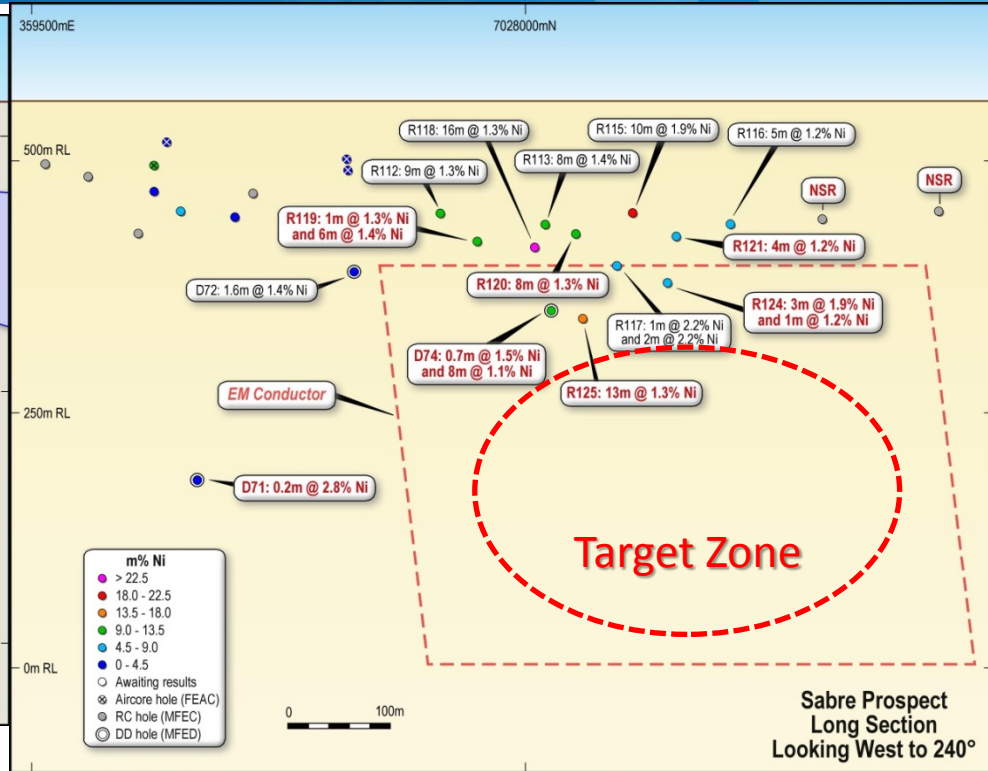 359500mE
7028000mN
500m RL
R118: 16m @ 1.3% Ni
R115: 10m @ 1.9% Ni
R116: 5m @ 1.2% Ni
R112: 9m @ 1.3% Ni
R113: 8m @ 1.4% Ni
NSR
NSR
R119: 1m @ 1.3% Ni
and 6m @ 1.4% Ni
R121: 4m @ 1.2% Ni
D72: 1.6m @ 1.4% Ni
R120: 8m @ 1.3% Ni
R124: 3m @ 1.9% Ni
and 1m @ 1.2% Ni
R117: 1m @ 2.2% Ni
and 2m @ 2.2% Ni
D74: 0.7m @ 1.5% Ni
and 8m @ 1.1% Ni
R125: 13m @ 1.3% Ni
EM Conductor
250m RL
D71: 0.2m @ 2.8% Ni
Target Zone
m% Ni
> 22.5
18.0 - 22.5
13.5 - 18.0
9.0 - 13.5
4.5 - 9.0
0 - 4.5
Awaiting results
Aircore hole (FEAC)
RC hole (MFEC)
DD hole (MFED)
0m RL
0 100m
Sabre Prospect
Long Section
Looking West to 240°